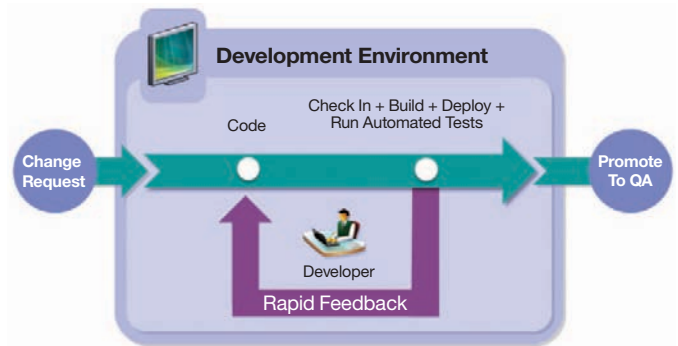 Development Environment
Check In + Build + Deploy +
Run Automated Tests
Code
Change
Request
Promote
To QA
Developer
Rapid Feedback